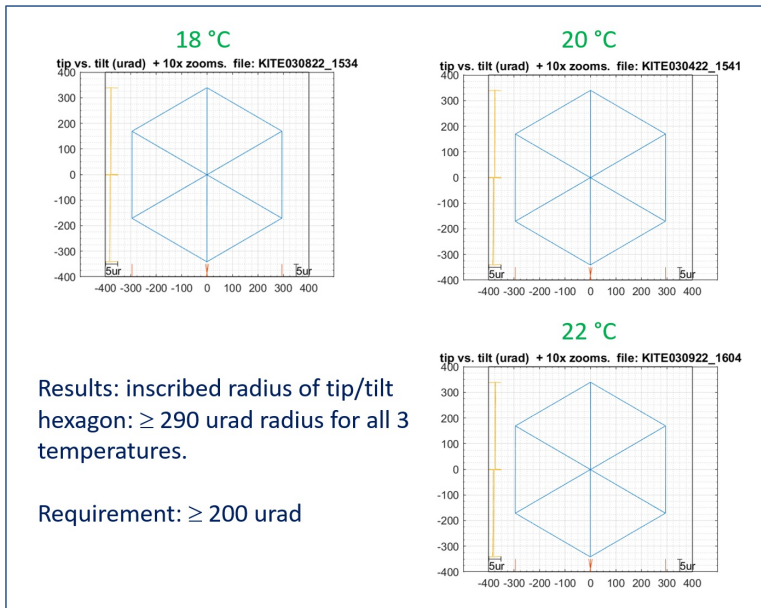 18 °C
tip vs. tilt (urad) + 10x zooms. file: KITE030822_1534
400
300
200
100
0
-100
-200
-300
-400
5ur
5ur
-400 -300 -200 -100 0 100 200 300 400
20 °C
tip vs. tilt (urad) + 10x zooms. file: KITE030422_1541
400
300
200
100
0
-100
-200
-300
-400
5ur
5ur
-400 -300 -200 -100 0 100 200 300 400
22 °C
tip vs. tilt (urad) + 10x zooms. file: KITE030922_1604
400
300
200
100
0
-100
-200
-300
-400
5ur
5ur
-400 -300 -200 -100 0 100 200 300 400
Results: inscribed radius of tip/tilt
hexagon: ≥ 290 urad radius for all 3
temperatures.
Requirement: ≥ 200 urad